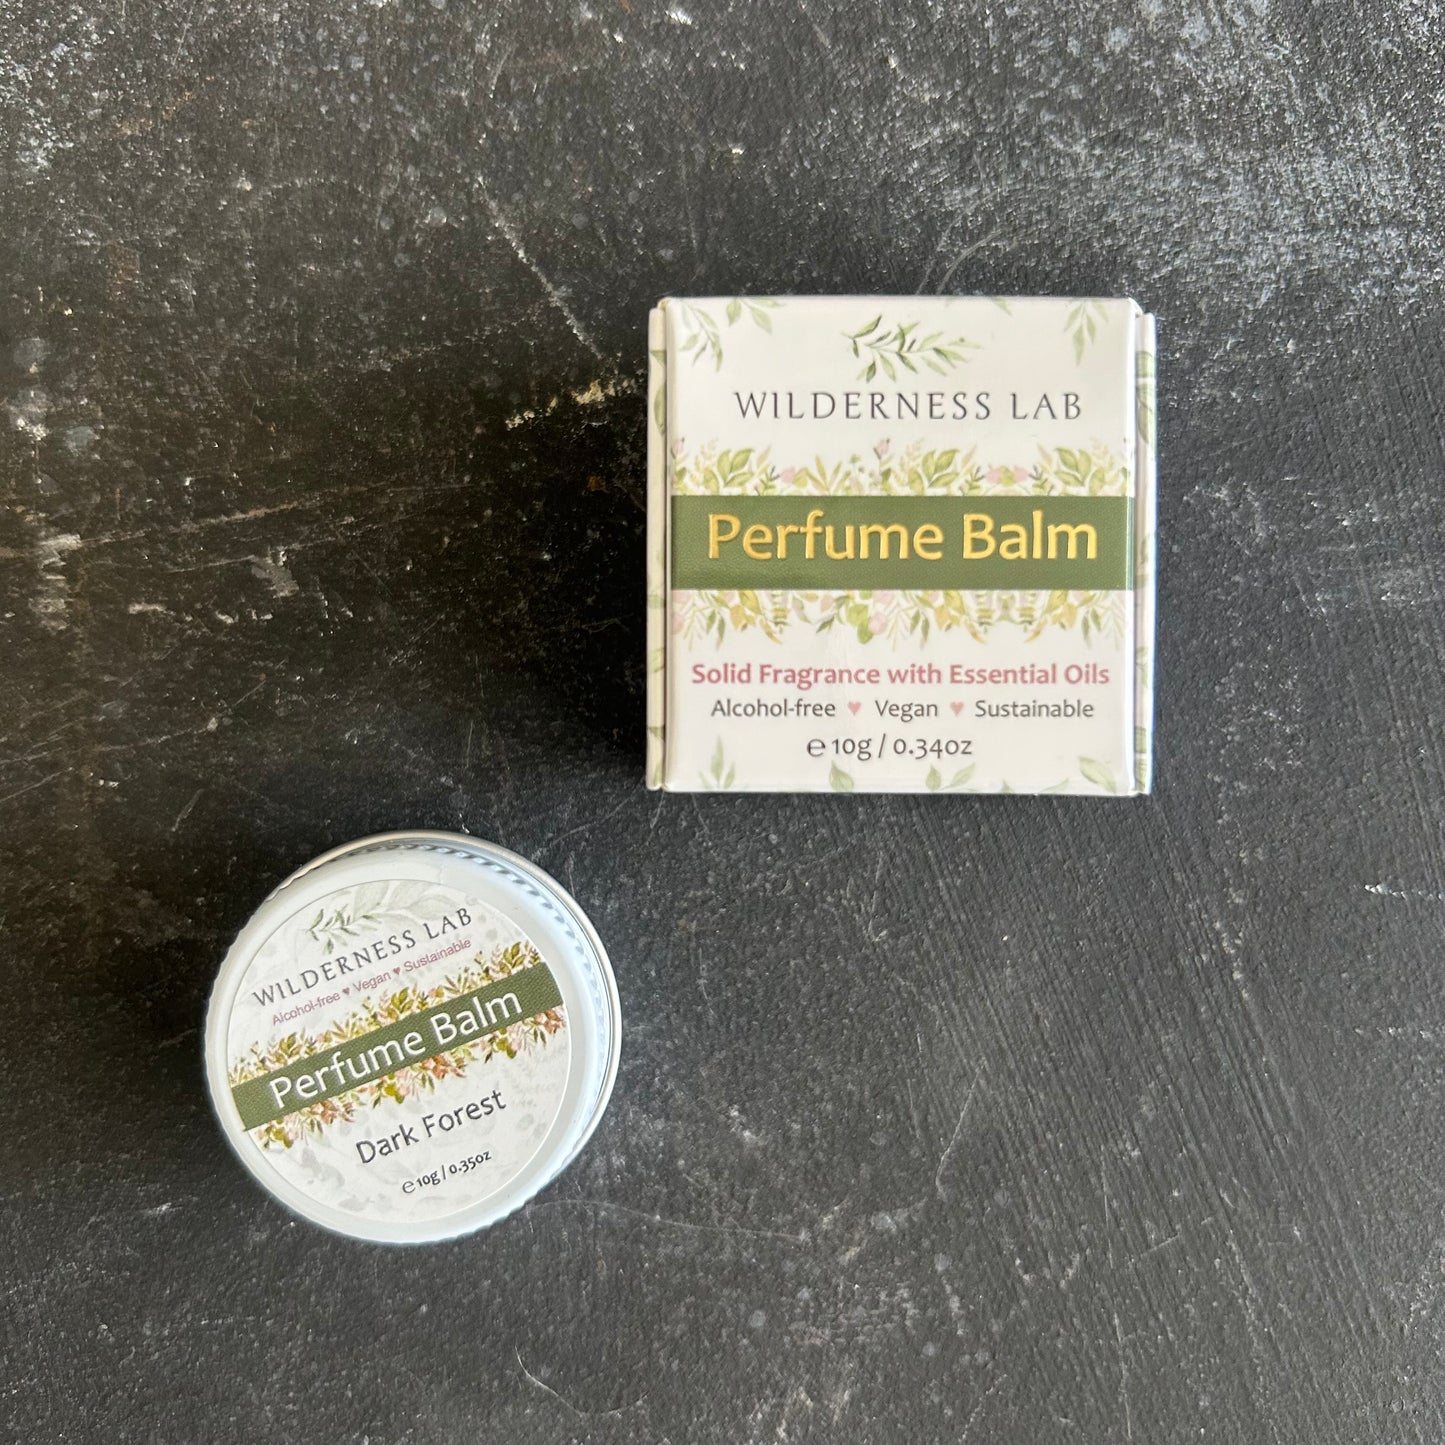 WILDERNESS LAB
Perfume Balm
Solid Fragrance with Essential Oils
Alcohol-free ♥ Vegan ♥ Sustainable
℮ 10g / 0.34oz
WILDERNESS LAB
Alcohol-free ♥ Vegan ♥ Sustainable
Perfume Balm
Dark Forest
℮ 10g / 0.35oz